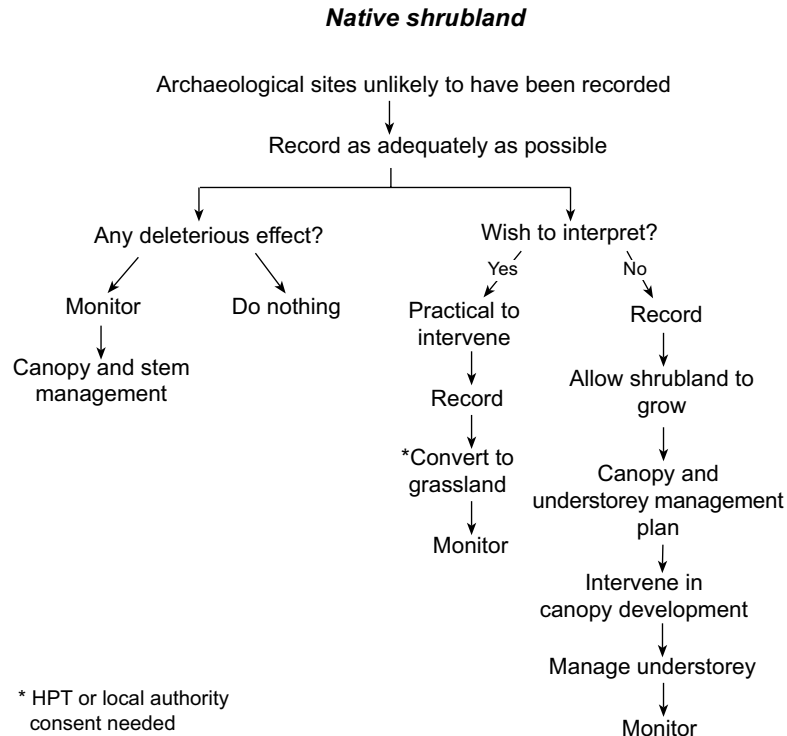 Native shrubland
Archaeological sites unlikely to have been recorded
Record as adequately as possible
Any deleterious effect?
Monitor
Do nothing
Canopy and stem
management
Wish to interpret?
Yes
No
Practical to
intervene
Record
*Convert to
grassland
Monitor
Record
Allow shrubland to
grow
Canopy and
understorey management
plan
Intervene in
canopy development
Manage understorey
Monitor
* HPT or local authority
consent needed